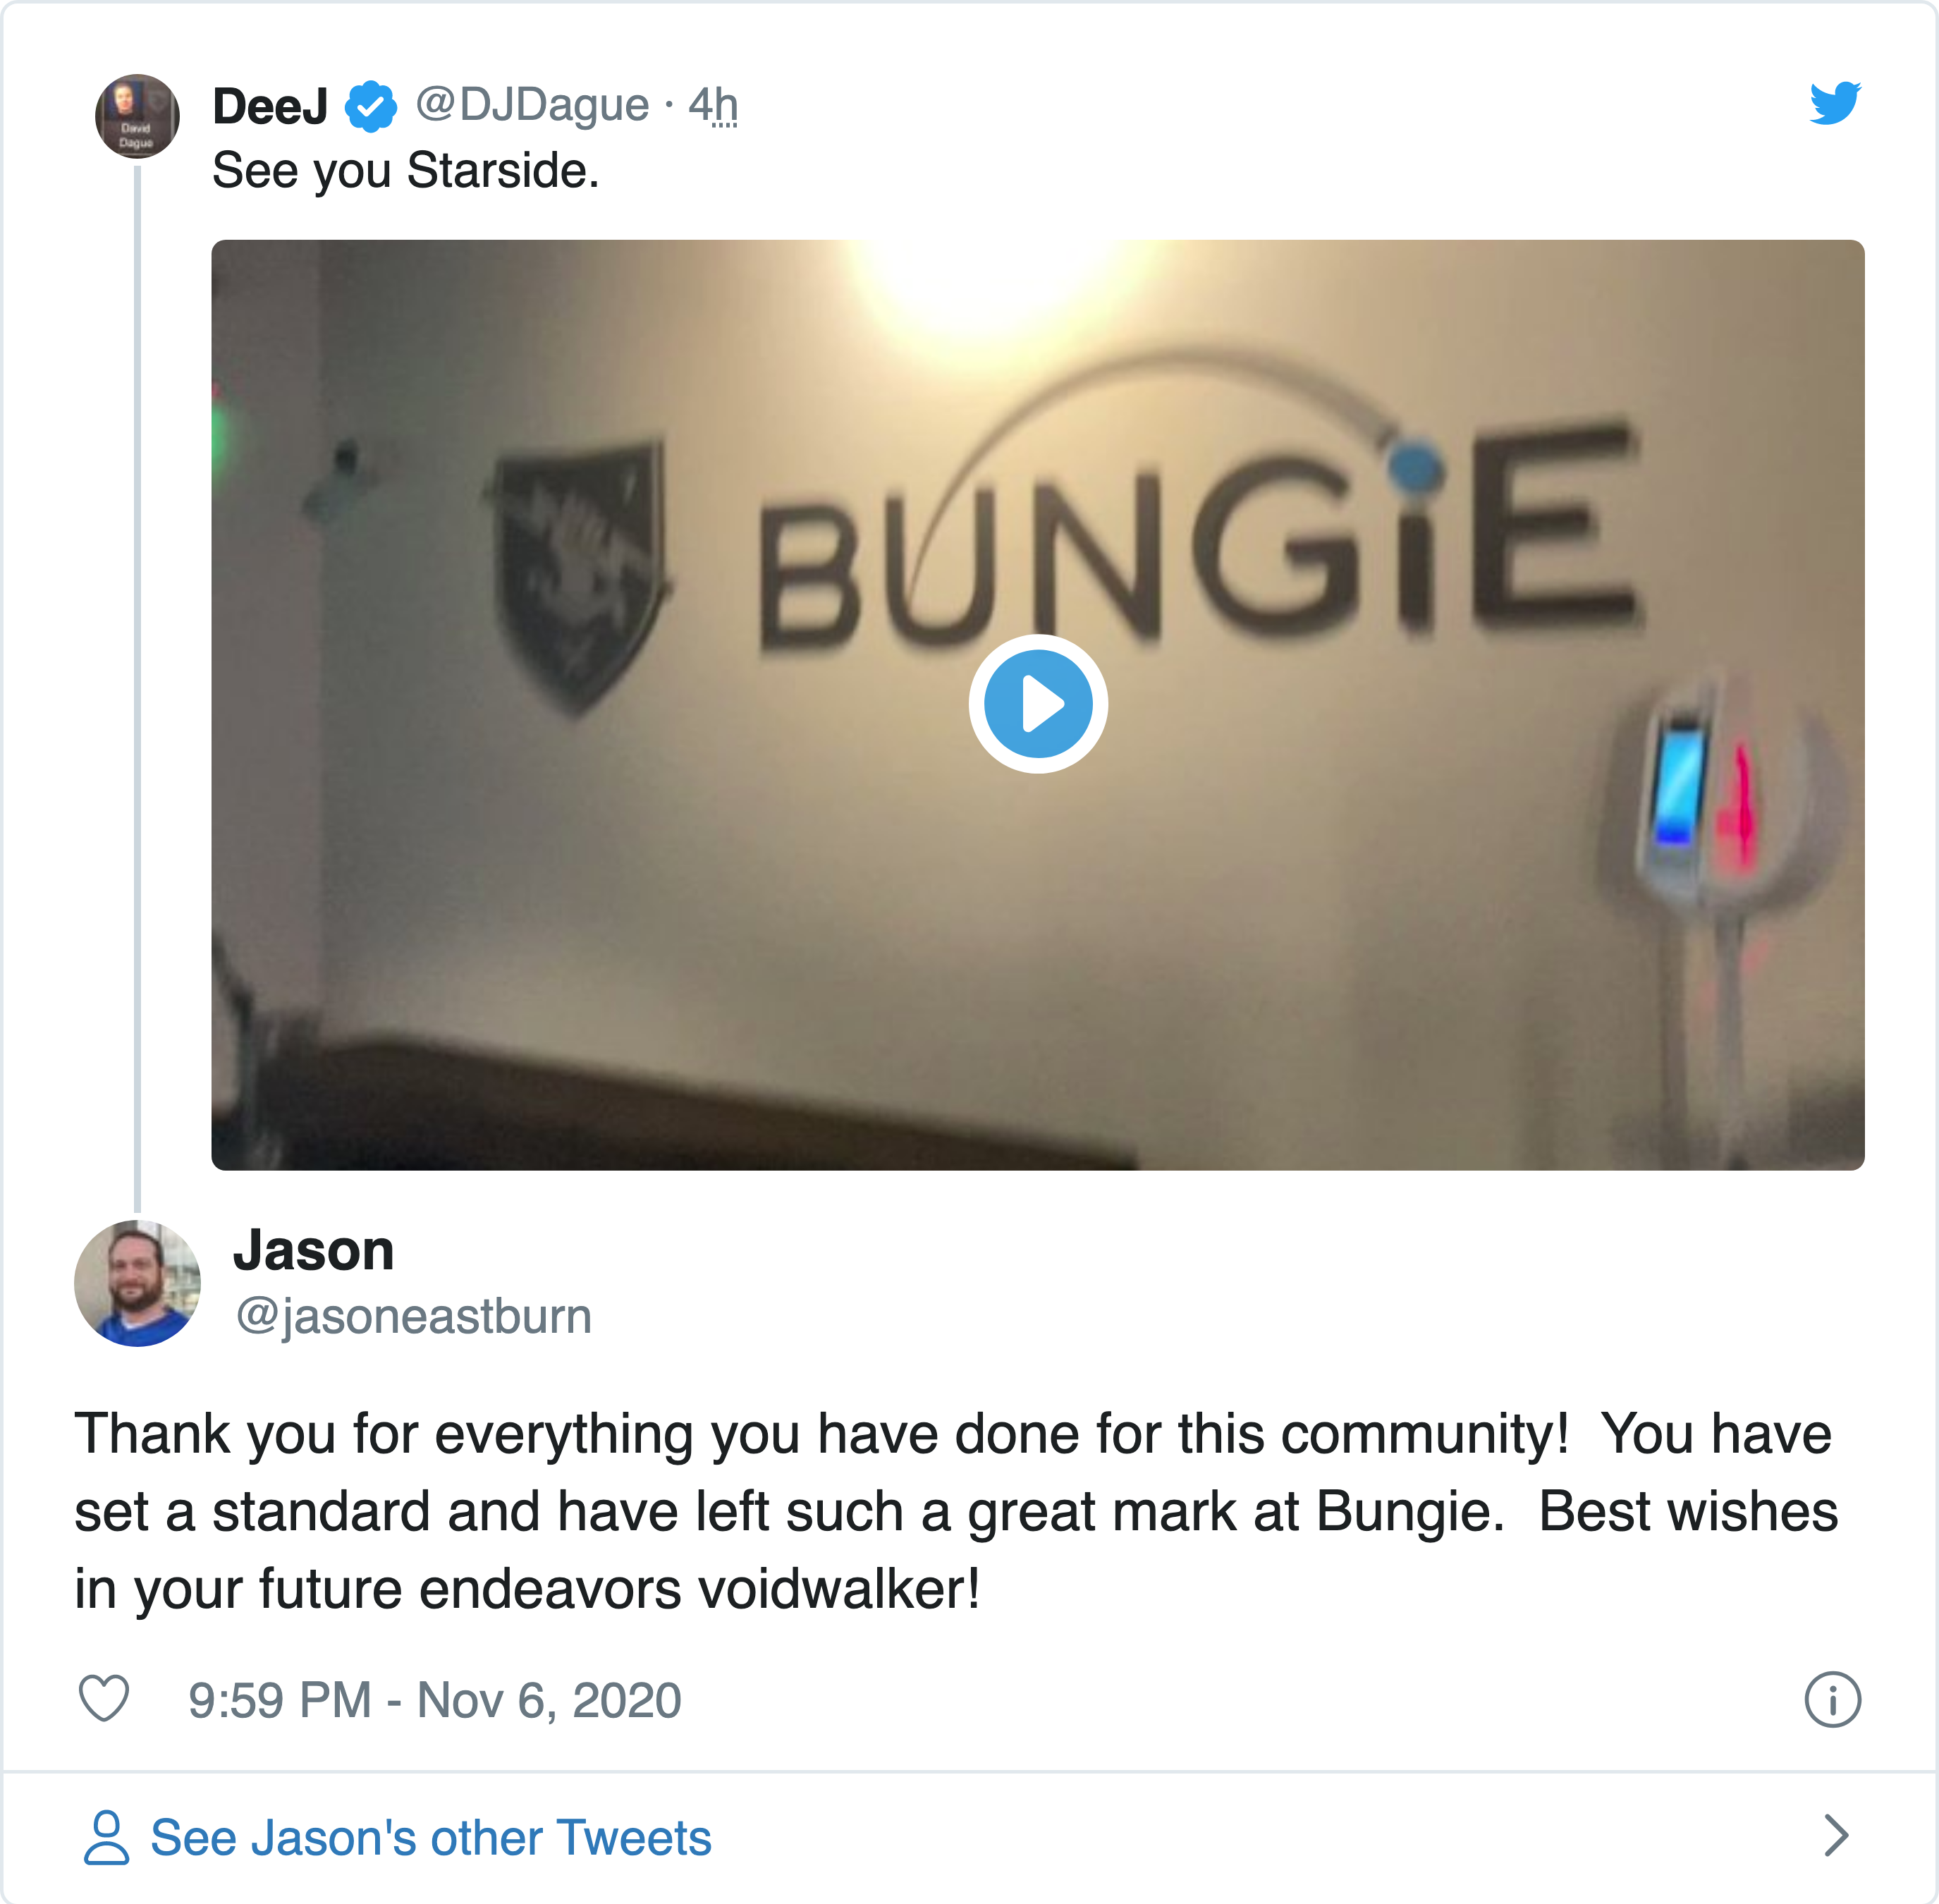 David
Dague
DeeJ @DJDague · 4h
See you Starside.
BUNGiE
Jason
@jasoneastburn
Thank you for everything you have done for this community!  You have
set a standard and have left such a great mark at Bungie.  Best wishes
in your future endeavors voidwalker!
9:59 PM - Nov 6, 2020
See Jason's other Tweets